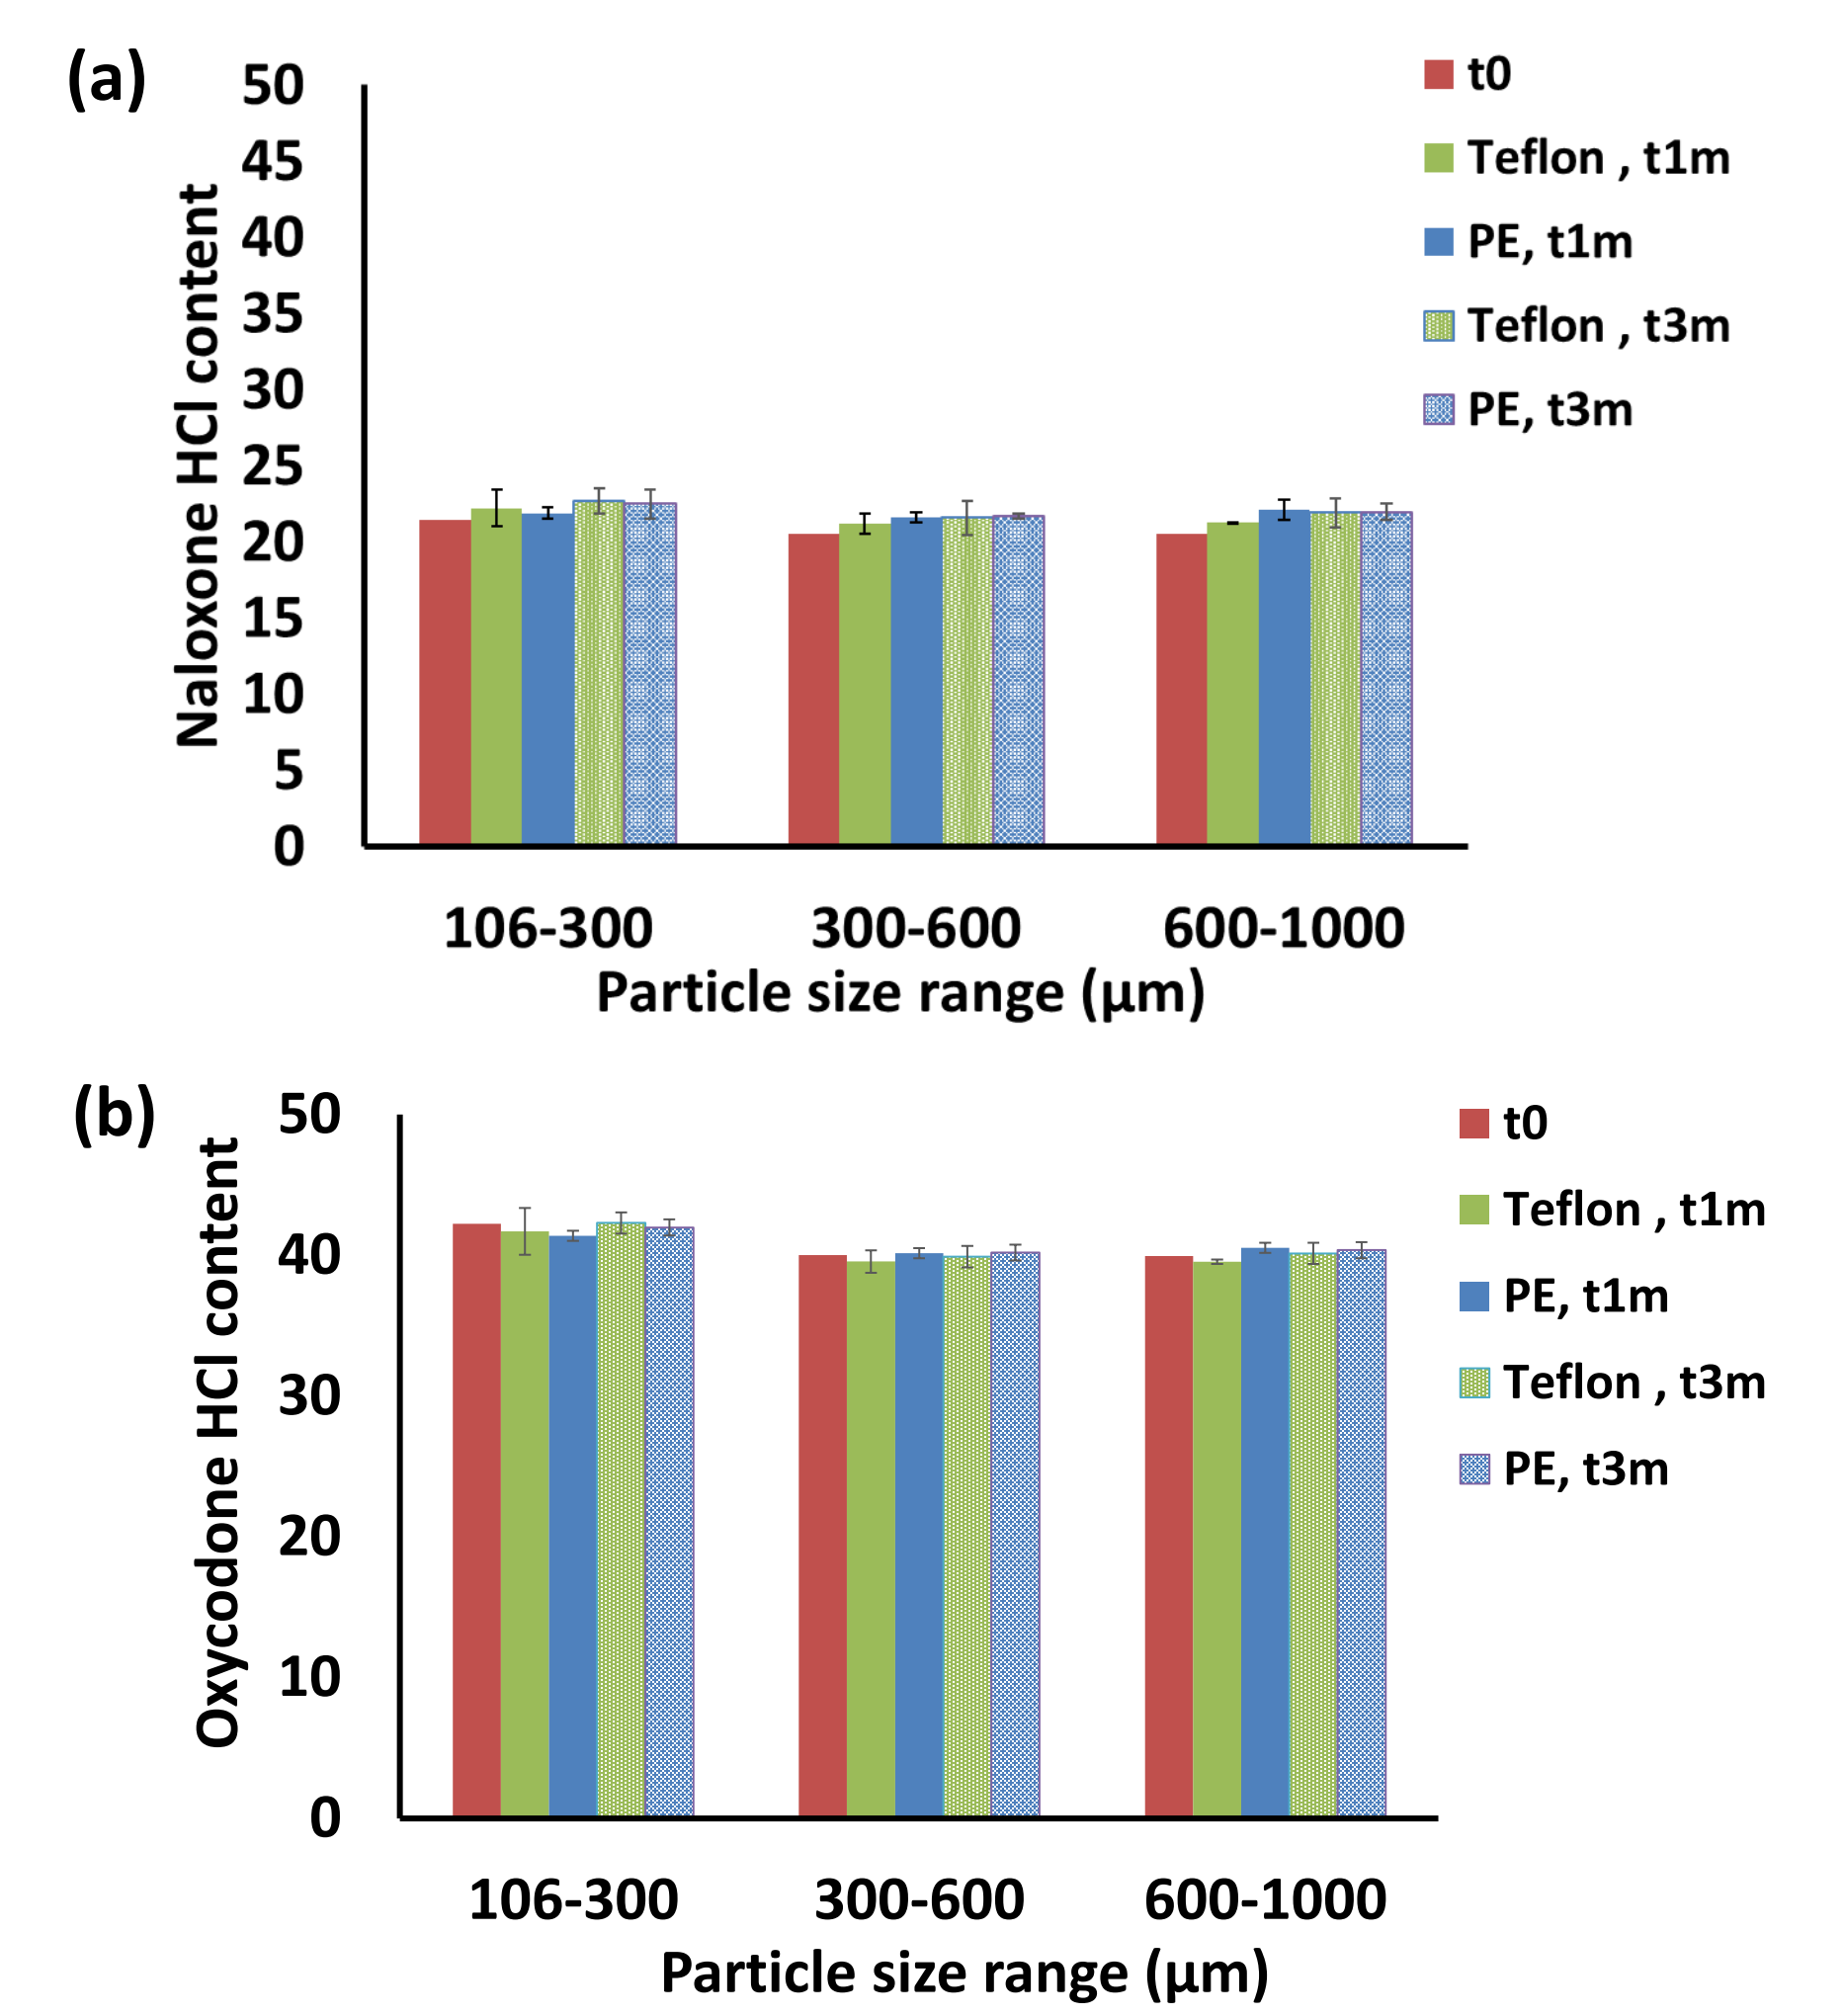 (a)
50
45
40
35
30
25
20
15
10
5
0
Naloxone HCl content
t0
Teflon , t1m
PE, t1m
Teflon , t3m
PE, t3m
106-300 300-600 600-1000
Particle size range (μm)
(b)
50
40
30
20
10
0
Oxycodone HCl content
t0
Teflon , t1m
PE, t1m
Teflon , t3m
PE, t3m
106-300 300-600 600-1000
Particle size range (μm)